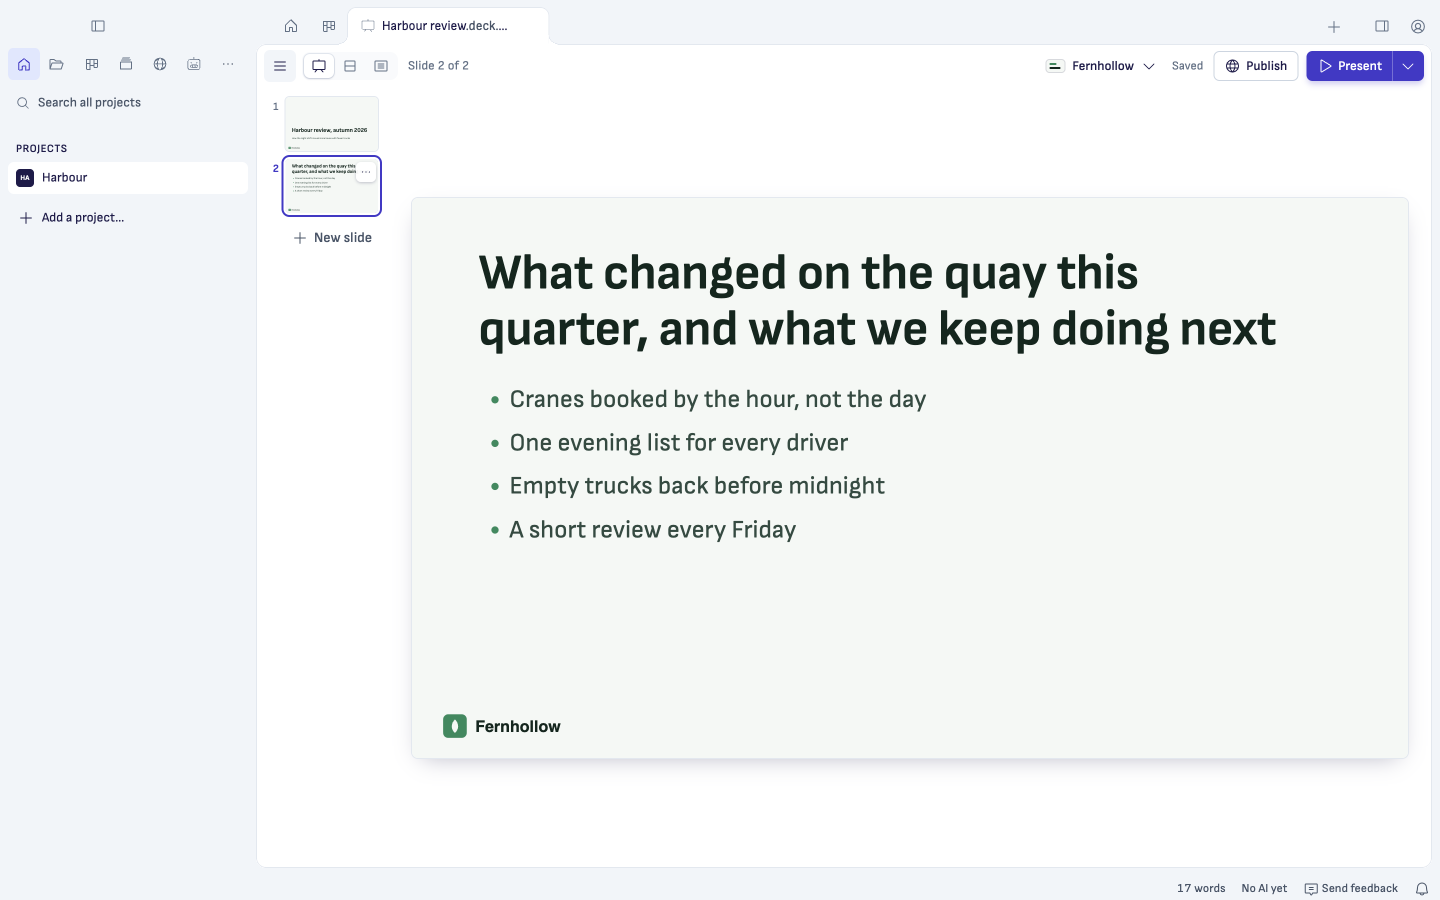 Harbour review.deck....
Slide 2 of 2
Fernhollow
Saved
Publish
Present
Search all projects
PROJECTS
HA
Harbour
Add a project...
1
Harbour review, autumn 2026
2
What changed on the quay this
quarter, and what we keep doin
New slide
What changed on the quay this
quarter, and what we keep doing next
Cranes booked by the hour, not the day
One evening list for every driver
Empty trucks back before midnight
A short review every Friday
Fernhollow
17 words
No AI yet
Send feedback